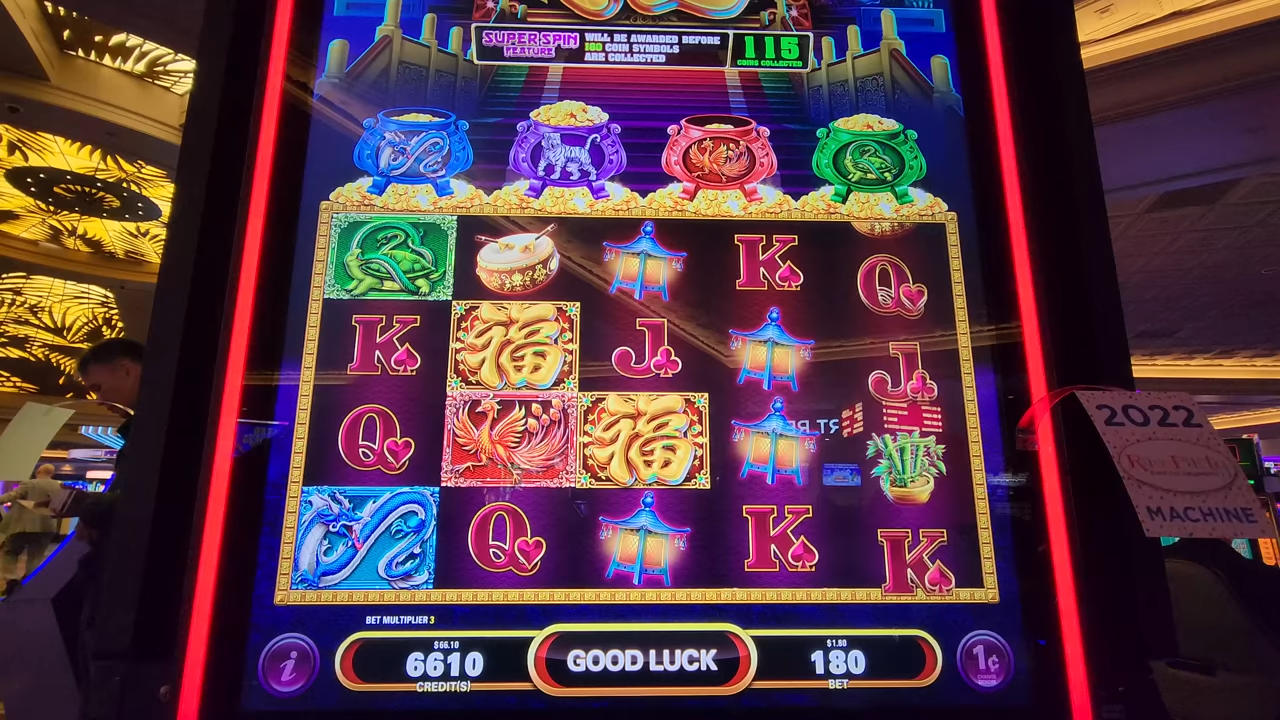 SUPER SPIN
FEATURE
WILL BE AWARDED BEFORE
180 COIN SYMBOLS
ARE COLLECTED
115
COINS COLLECTED
K
Q
K
福
J
J
Q
福
Q
K
K
BET MULTIPLIER 3
$66.10
6610
CREDIT(S)
GOOD LUCK
$1.80
180
BET
i
1¢
2022
MACHINE